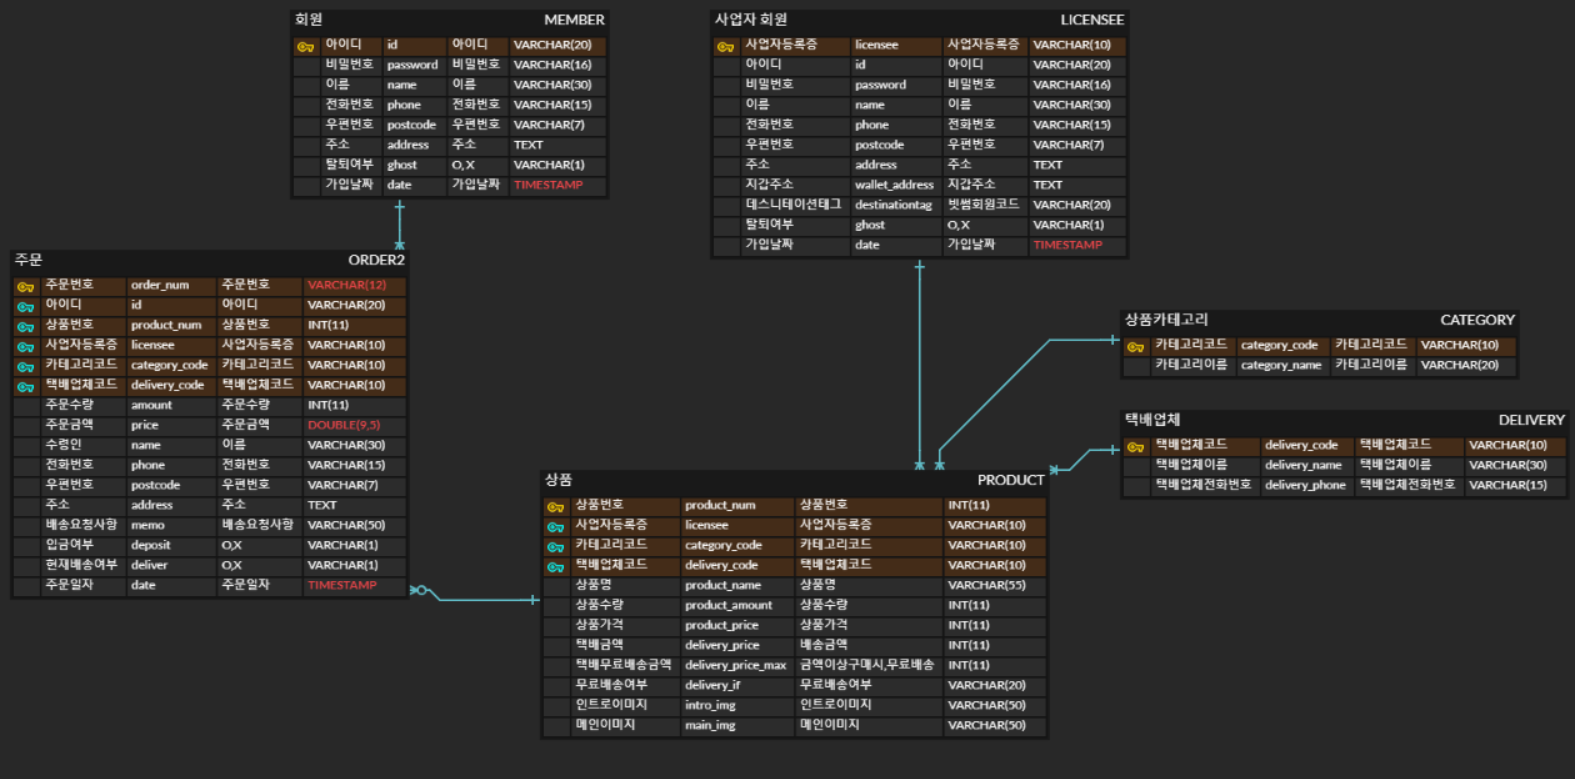 회원 MEMBER
아이디 id 아이디 VARCHAR(20)
비밀번호 password 비밀번호 VARCHAR(16)
이름 name 이름 VARCHAR(30)
전화번호 phone 전화번호 VARCHAR(15)
우편번호 postcode 우편번호 VARCHAR(7)
주소 address 주소 TEXT
탈퇴여부 ghost O, X VARCHAR(1)
가입날짜 date 가입날짜 TIMESTAMP
사업자 회원 LICENSEE
사업자등록증 licensee 사업자등록증 VARCHAR(10)
아이디 id 아이디 VARCHAR(20)
비밀번호 password 비밀번호 VARCHAR(16)
이름 name 이름 VARCHAR(30)
전화번호 phone 전화번호 VARCHAR(15)
우편번호 postcode 우편번호 VARCHAR(7)
주소 address 주소 TEXT
지갑주소 wallet_address 지갑주소 TEXT
데스니테이션태그 destinationtag 빗썸회원코드 VARCHAR(20)
탈퇴여부 ghost O, X VARCHAR(1)
가입날짜 date 가입날짜 TIMESTAMP
주문 ORDER2
주문번호 order_num 주문번호 VARCHAR(12)
아이디 id 아이디 VARCHAR(20)
상품번호 product_num 상품번호 INT(11)
사업자등록증 licensee 사업자등록증 VARCHAR(10)
카테고리코드 category_code 카테고리코드 VARCHAR(10)
택배업체코드 delivery_code 택배업체코드 VARCHAR(10)
주문수량 amount 주문수량 INT(11)
주문금액 price 주문금액 DOUBLE(9,5)
수령인 name 이름 VARCHAR(30)
전화번호 phone 전화번호 VARCHAR(15)
우편번호 postcode 우편번호 VARCHAR(7)
주소 address 주소 TEXT
배송요청사항 memo 배송요청사항 VARCHAR(50)
입금여부 deposit O,X VARCHAR(1)
현재배송여부 deliver O,X VARCHAR(1)
주문일자 date 주문일자 TIMESTAMP
상품카테고리 CATEGORY
카테고리코드 category_code 카테고리코드 VARCHAR(10)
카테고리이름 category_name 카테고리이름 VARCHAR(20)
택배업체 DELIVERY
택배업체코드 delivery_code 택배업체코드 VARCHAR(10)
택배업체이름 delivery_name 택배업체이름 VARCHAR(30)
택배업체전화번호 delivery_phone 택배업체전화번호 VARCHAR(15)
상품 PRODUCT
상품번호 product_num 상품번호 INT(11)
사업자등록증 licensee 사업자등록증 VARCHAR(10)
카테고리코드 category_code 카테고리코드 VARCHAR(10)
택배업체코드 delivery_code 택배업체코드 VARCHAR(10)
상품명 product_name 상품명 VARCHAR(55)
상품수량 product_amount 상품수량 INT(11)
상품가격 product_price 상품가격 INT(11)
택배금액 delivery_price 배송금액 INT(11)
택배무료배송금액 delivery_price_max 금액이상구매시,무료배송 INT(11)
무료배송여부 delivery_if 무료배송여부 VARCHAR(20)
인트로이미지 intro_img 인트로이미지 VARCHAR(50)
메인이미지 main_img 메인이미지 VARCHAR(50)